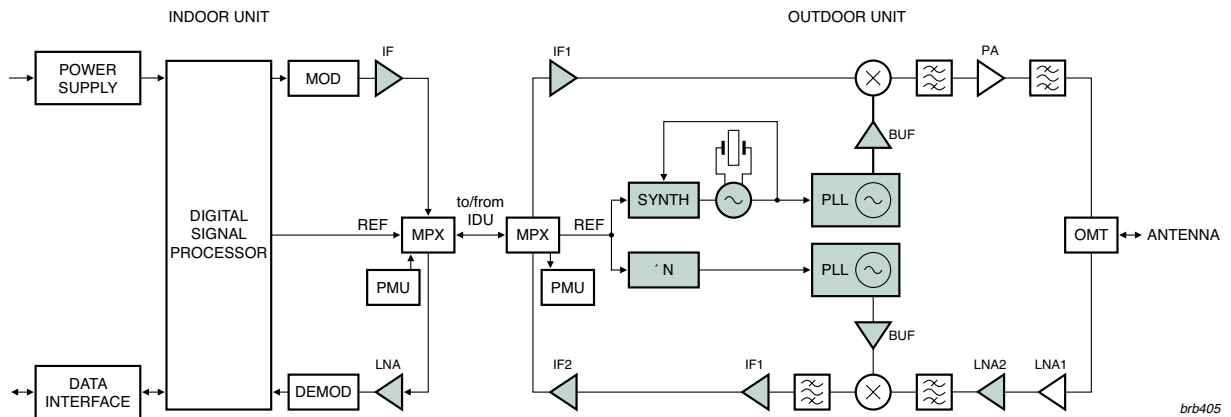 INDOOR UNIT
OUTDOOR UNIT
POWER
SUPPLY
DIGITAL
SIGNAL
PROCESSOR
DATA
INTERFACE
MOD
IF
REF
MPX
PMU
LNA
DEMOD
to/from
IDU
MPX
PMU
REF
IF1
SYNTH
´N
PLL
BUF
PLL
BUF
PA
OMT
ANTENNA
IF2
IF1
LNA2
LNA1
brb405